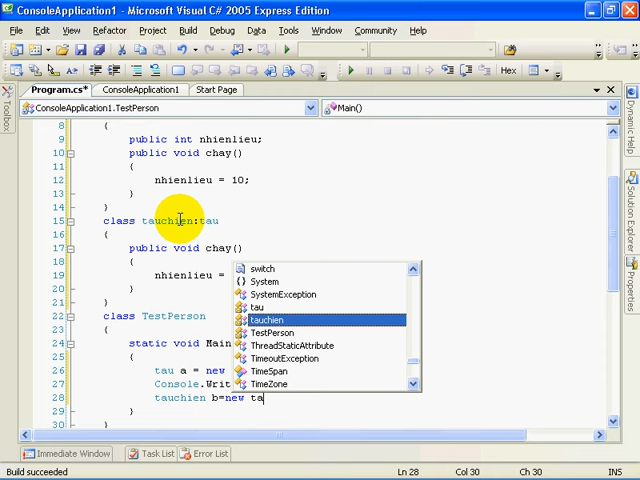 ConsoleApplication1 - Microsoft Visual C# 2005 Express Edition
File Edit View Refactor Project Build Debug Data Tools Window Community Help
Hex
Program.cs* ConsoleApplication1 Start Page
ConsoleApplication1.TestPerson Main()
Toolbox
Dynamic Help
Solution Explorer
Properties
8 {
9 public int nhienlieu;
10 public void chay()
11 {
12 nhienlieu = 10;
13 }
14 }
15 class tauchien:tau
16 {
17 public void chay()
18 {
19 nhienlieu =
20 }
21 }
22 class TestPerson
23 {
24 static void Main
25 {
26 tau a = new
27 Console.Writ
28 tauchien b=new ta
29 }
30 }
switch
System
SystemException
tau
tauchien
TestPerson
ThreadStaticAttribute
TimeoutException
TimeSpan
TimeZone
Immediate Window Task List Error List
Build succeeded Ln 28 Col 30 Ch 30 INS